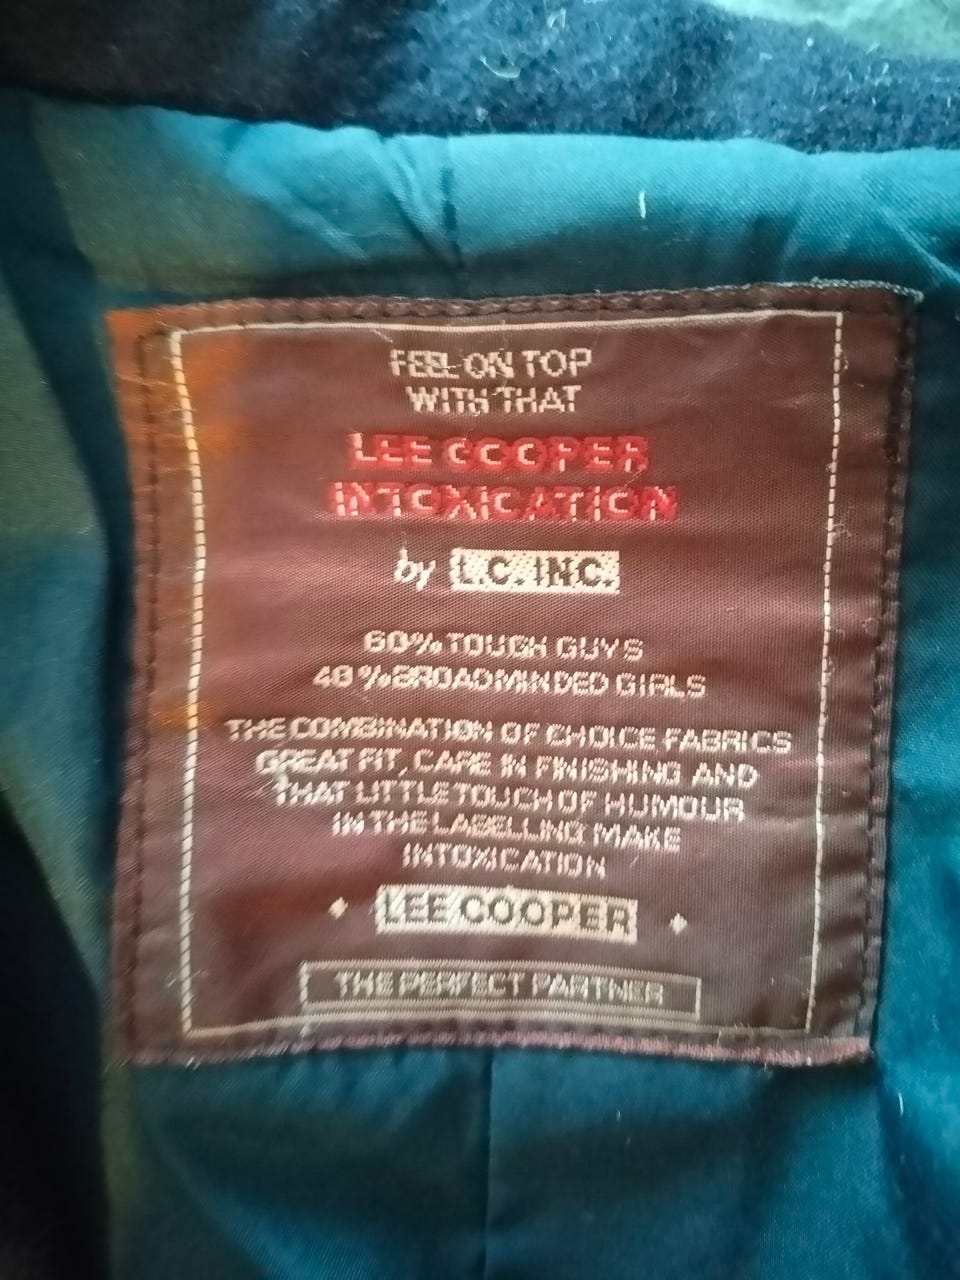 FEEL ON TOP
WITH THAT
LEE COOPER
INTOXICATION
by L.C. INC.
60% TOUGH GUYS
40% BROADMINDED GIRLS
THE COMBINATION OF CHOICE FABRICS
GREAT FIT, CARE IN FINISHING AND
THAT LITTLE TOUCH OF HUMOUR
IN THE LABELLING MAKE
INTOXICATION
LEE COOPER
THE PERFECT PARTNER